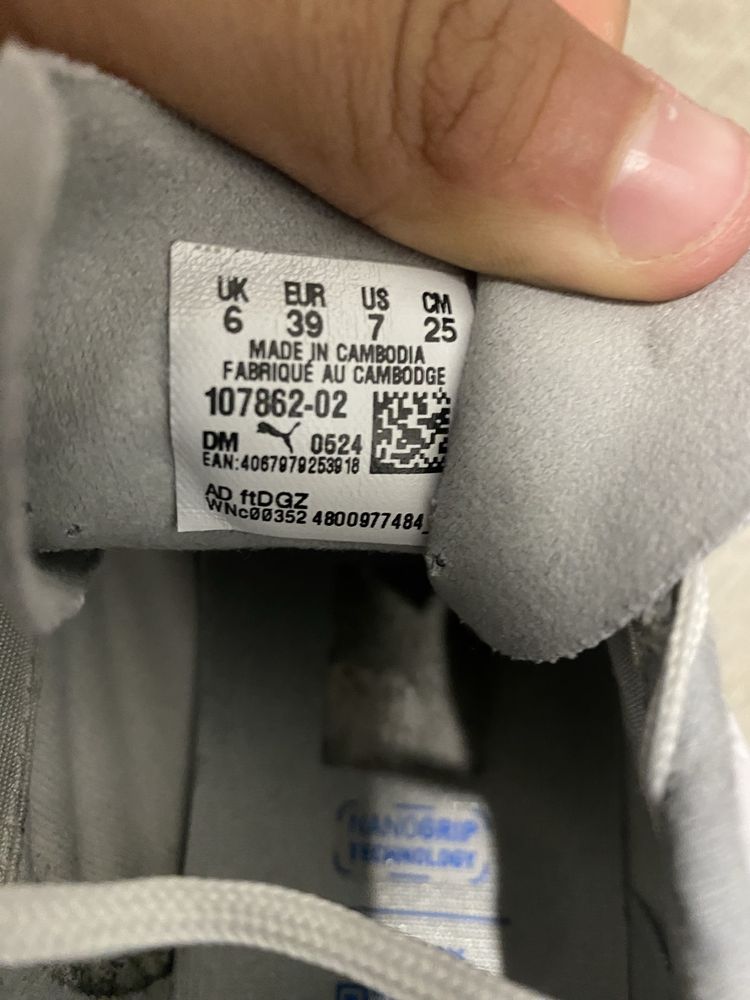 UK EUR US CM
6 39 7 25
MADE IN CAMBODIA
FABRIQUÉ AU CAMBODGE
107862-02
DM 0524
EAN:4067979253918
AD ftDGZ
WNc00352 4800977484_
NANOGRIP
TECHNOLOGY